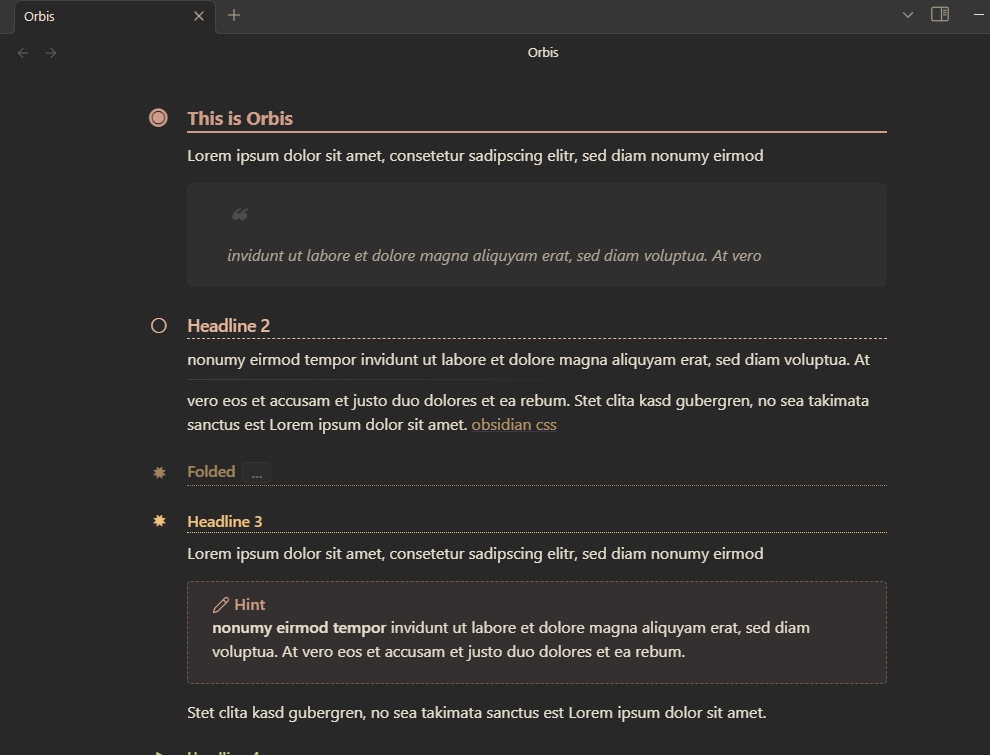 Orbis
Orbis
This is Orbis
Lorem ipsum dolor sit amet, consetetur sadipscing elitr, sed diam nonumy eirmod
❝
invidunt ut labore et dolore magna aliquyam erat, sed diam voluptua. At vero
Headline 2
nonumy eirmod tempor invidunt ut labore et dolore magna aliquyam erat, sed diam voluptua. At
vero eos et accusam et justo duo dolores et ea rebum. Stet clita kasd gubergren, no sea takimata
sanctus est Lorem ipsum dolor sit amet. obsidian css
Folded ...
Headline 3
Lorem ipsum dolor sit amet, consetetur sadipscing elitr, sed diam nonumy eirmod
Hint
nonumy eirmod tempor invidunt ut labore et dolore magna aliquyam erat, sed diam
voluptua. At vero eos et accusam et justo duo dolores et ea rebum.
Stet clita kasd gubergren, no sea takimata sanctus est Lorem ipsum dolor sit amet.